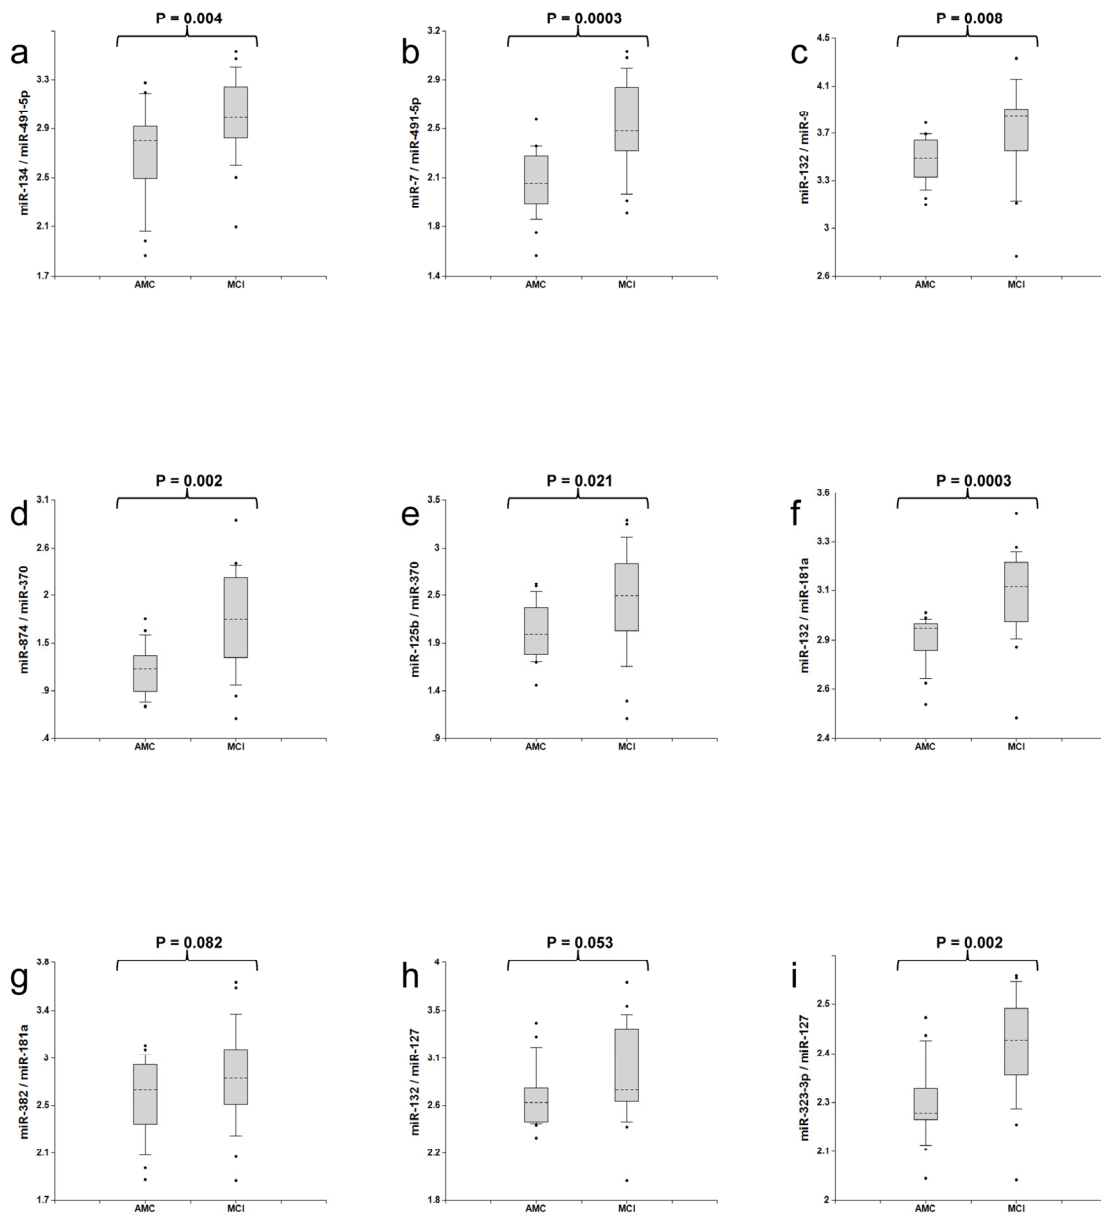 P = 0.004
a
miR-134 / miR-491-5p
3.3
2.9
2.5
2.1
1.7
AMC
MCI
P = 0.0003
b
miR-7 / miR-491-5p
3.2
2.9
2.5
2.1
1.8
1.4
AMC
MCI
P = 0.008
c
miR-132 / miR-9
4.5
4.1
3.7
3.3
3
2.6
AMC
MCI
P = 0.002
d
miR-874 / miR-370
3.1
2.6
2
1.5
.9
.4
AMC
MCI
P = 0.021
e
miR-125b / miR-370
3.5
3
2.5
1.9
1.4
.9
AMC
MCI
P = 0.0003
f
miR-132 / miR-181a
3.6
3.3
3.1
2.9
2.6
2.4
AMC
MCI
P = 0.082
g
miR-382 / miR-181a
3.8
3.4
3
2.5
2.1
1.7
AMC
MCI
P = 0.053
h
miR-132 / miR-127
4
3.5
3.1
2.6
2.2
1.8
AMC
MCI
P = 0.002
i
miR-323-3p / miR-127
2.5
2.4
2.3
2.1
2
AMC
MCI